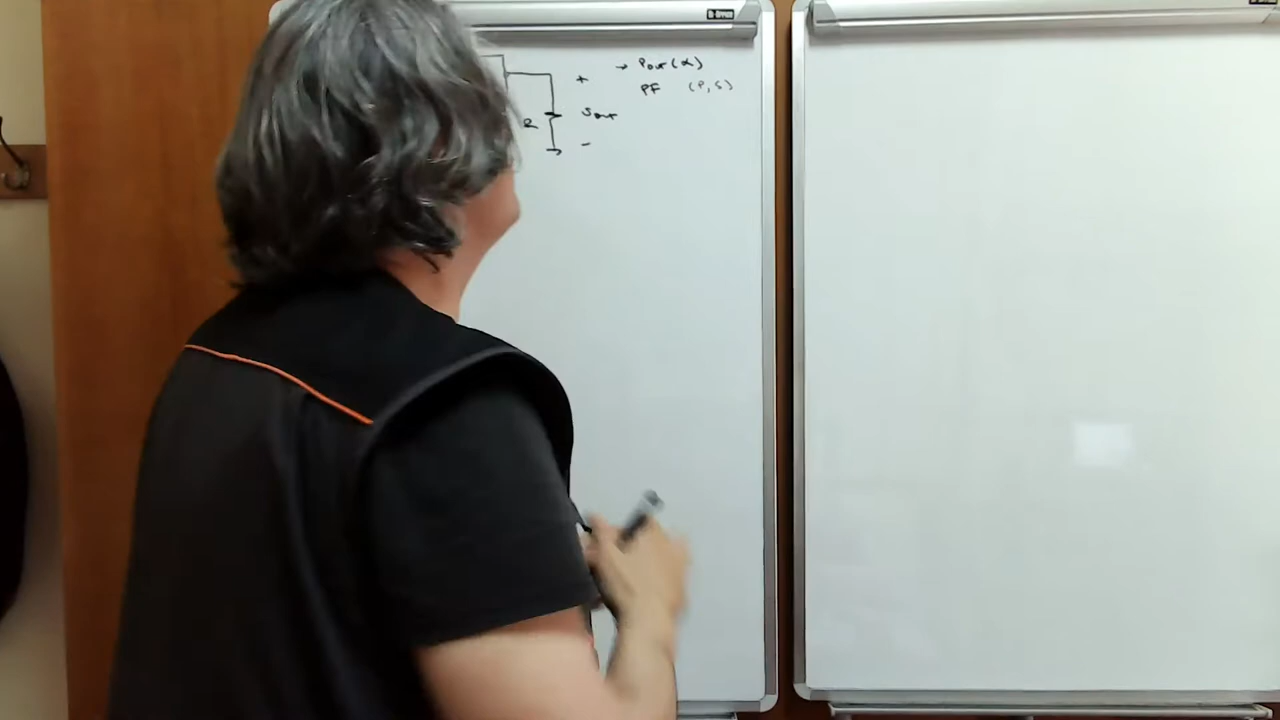 + → Pout(α)
PF (P,S)
R vout
-